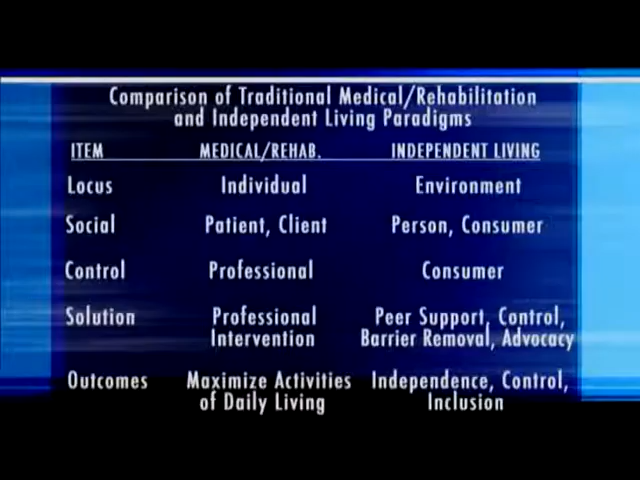 Comparison of Traditional Medical/Rehabilitation
and Independent Living Paradigms
ITEM MEDICAL/REHAB. INDEPENDENT LIVING
Locus Individual Environment
Social Patient, Client Person, Consumer
Control Professional Consumer
Solution Professional Peer Support, Control,
Intervention Barrier Removal, Advocacy
Outcomes Maximize Activities Independence, Control,
of Daily Living Inclusion